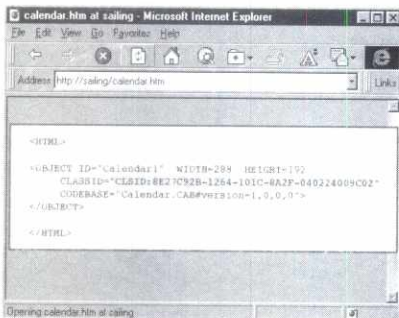 calendar.htm at sailing - Microsoft Internet Explorer
File Edit View Go Favorites Help
Address http://sailing/calendar.htm Links
<HTML>
<OBJECT ID="Calendar1" WIDTH=288 HEIGHT=192
CLASSID="CLSID:8E27C92B-1264-101C-8A2F-040224009C02"
CODEBASE="Calendar.CAB#version=1,0,0,0">
</OBJECT>
</HTML>
Opening calendar.htm at sailing